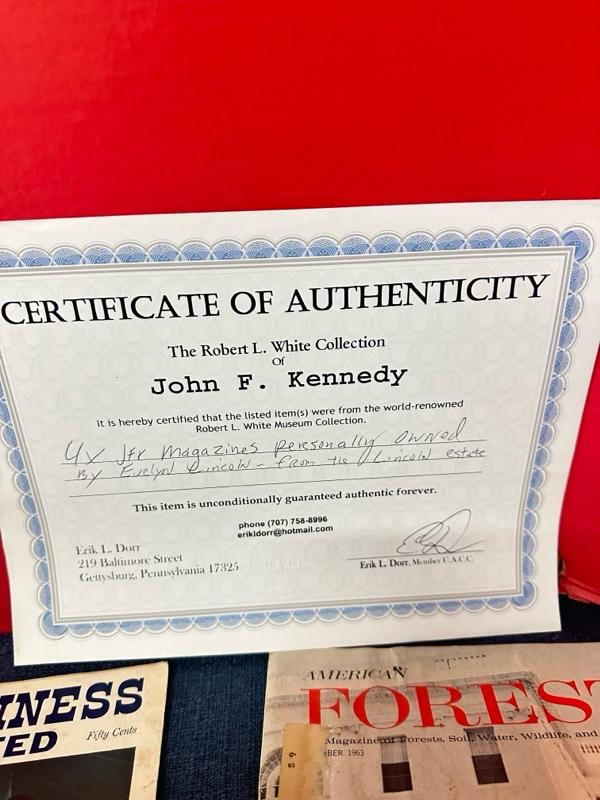 CERTIFICATE OF AUTHENTICITY
The Robert L. White Collection
Of
John F. Kennedy
It is hereby certified that the listed item(s) were from the world-renowned
Robert L. White Museum Collection.
4x JFK Magazines personally owned
By Evelyn Lincoln - from the Lincoln estate
This item is unconditionally guaranteed authentic forever.
phone (707) 758-8996
erikldorr@hotmail.com
Erik L. Dorr
219 Baltimore Street
Gettysburg, Pennsylvania 17325
Erik L. Dorr, Member U.A.C.C.
INESS
ED
Fifty Cents
AMERICAN
FOREST
Magazine of Forests, Soil, Water, Wildlife, and
BER 1963